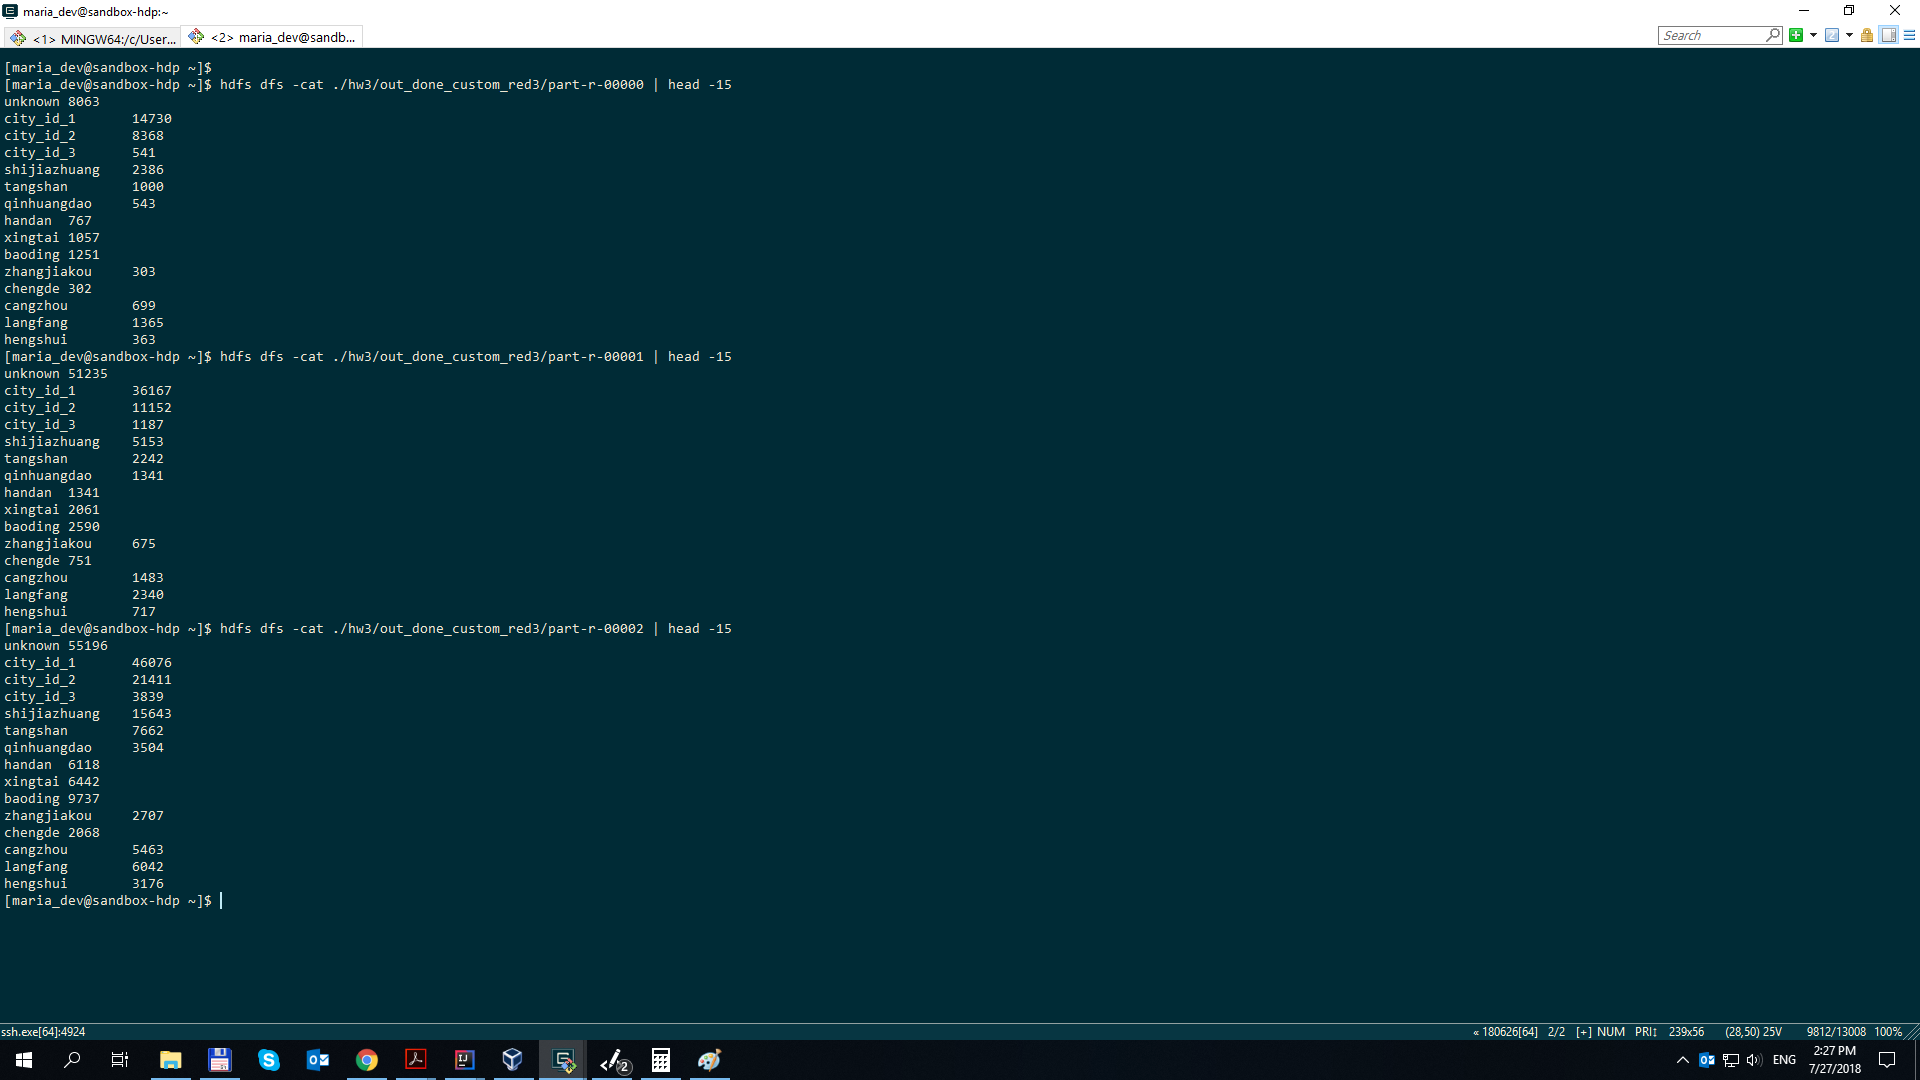 maria_dev@sandbox-hdp:~
<1> MINGW64:/c/User... <2> maria_dev@sandb... Search
[maria_dev@sandbox-hdp ~]$
[maria_dev@sandbox-hdp ~]$ hdfs dfs -cat ./hw3/out_done_custom_red3/part-r-00000 | head -15
unknown 8063
city_id_1 14730
city_id_2 8368
city_id_3 541
shijiazhuang 2386
tangshan 1000
qinhuangdao 543
handan 767
xingtai 1057
baoding 1251
zhangjiakou 303
chengde 302
cangzhou 699
langfang 1365
hengshui 363
[maria_dev@sandbox-hdp ~]$ hdfs dfs -cat ./hw3/out_done_custom_red3/part-r-00001 | head -15
unknown 51235
city_id_1 36167
city_id_2 11152
city_id_3 1187
shijiazhuang 5153
tangshan 2242
qinhuangdao 1341
handan 1341
xingtai 2061
baoding 2590
zhangjiakou 675
chengde 751
cangzhou 1483
langfang 2340
hengshui 717
[maria_dev@sandbox-hdp ~]$ hdfs dfs -cat ./hw3/out_done_custom_red3/part-r-00002 | head -15
unknown 55196
city_id_1 46076
city_id_2 21411
city_id_3 3839
shijiazhuang 15643
tangshan 7662
qinhuangdao 3504
handan 6118
xingtai 6442
baoding 9737
zhangjiakou 2707
chengde 2068
cangzhou 5463
langfang 6042
hengshui 3176
[maria_dev@sandbox-hdp ~]$
ssh.exe[64]:4924 « 180626[64] 2/2 [+] NUM PRI↕ 239x56 (28,50) 25V 9812/13008 100%
ENG 2:27 PM
7/27/2018